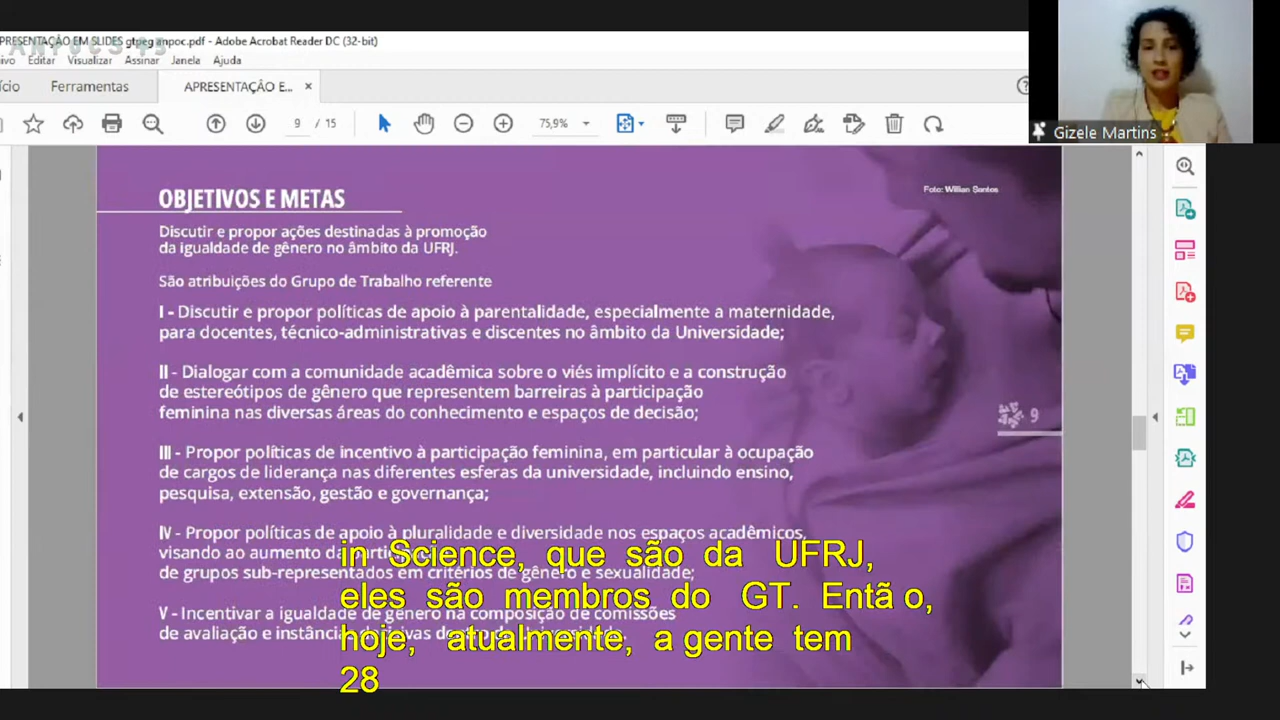 PRESENTAÇÃO EM SLIDES gtpeg anpoc.pdf - Adobe Acrobat Reader DC (32-bit)
ANPOCS 45
ivo Editar Visualizar Assinar Janela Ajuda
ício Ferramentas APRESENTAÇÃO E... ×
9 / 15 75,9%
Gizele Martins
OBJETIVOS E METAS
Foto: Willian Santos
Discutir e propor ações destinadas à promoção
da igualdade de gênero no âmbito da UFRJ.
São atribuições do Grupo de Trabalho referente
I - Discutir e propor políticas de apoio à parentalidade, especialmente a maternidade,
para docentes, técnico-administrativas e discentes no âmbito da Universidade;
II - Dialogar com a comunidade acadêmica sobre o viés implícito e a construção
de estereótipos de gênero que representem barreiras à participação
feminina nas diversas áreas do conhecimento e espaços de decisão;
9
III - Propor políticas de incentivo à participação feminina, em particular à ocupação
de cargos de liderança nas diferentes esferas da universidade, incluindo ensino,
pesquisa, extensão, gestão e governança;
IV - Propor políticas de apoio à pluralidade e diversidade nos espaços acadêmicos,
visando ao aumento da
de grupos sub-representados em critérios de gênero e sexualidade;
V - Incentivar a igualdade de gênero na composição de comissões
de avaliação e
in Science, que são da UFRJ,
eles são membros do GT. Entã o,
hoje, atualmente, a gente tem
28